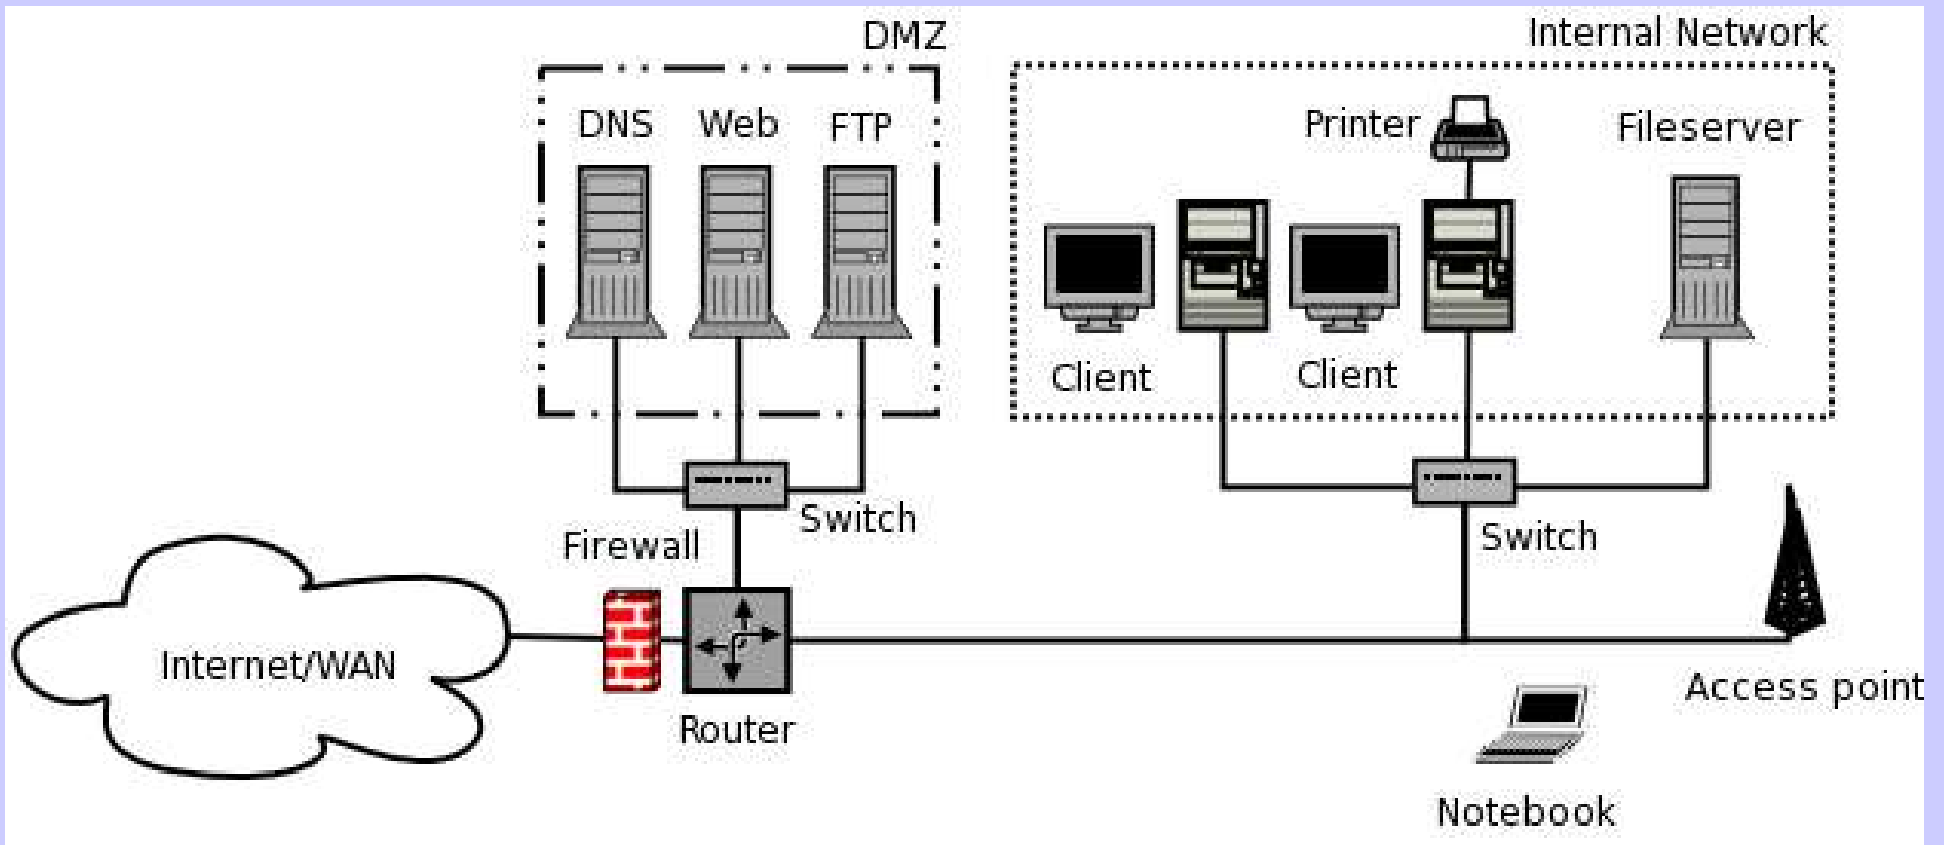 DMZ
Internal Network
DNS Web FTP
Printer
Fileserver
Client
Client
Switch
Switch
Firewall
Internet/WAN
Router
Access point
Notebook